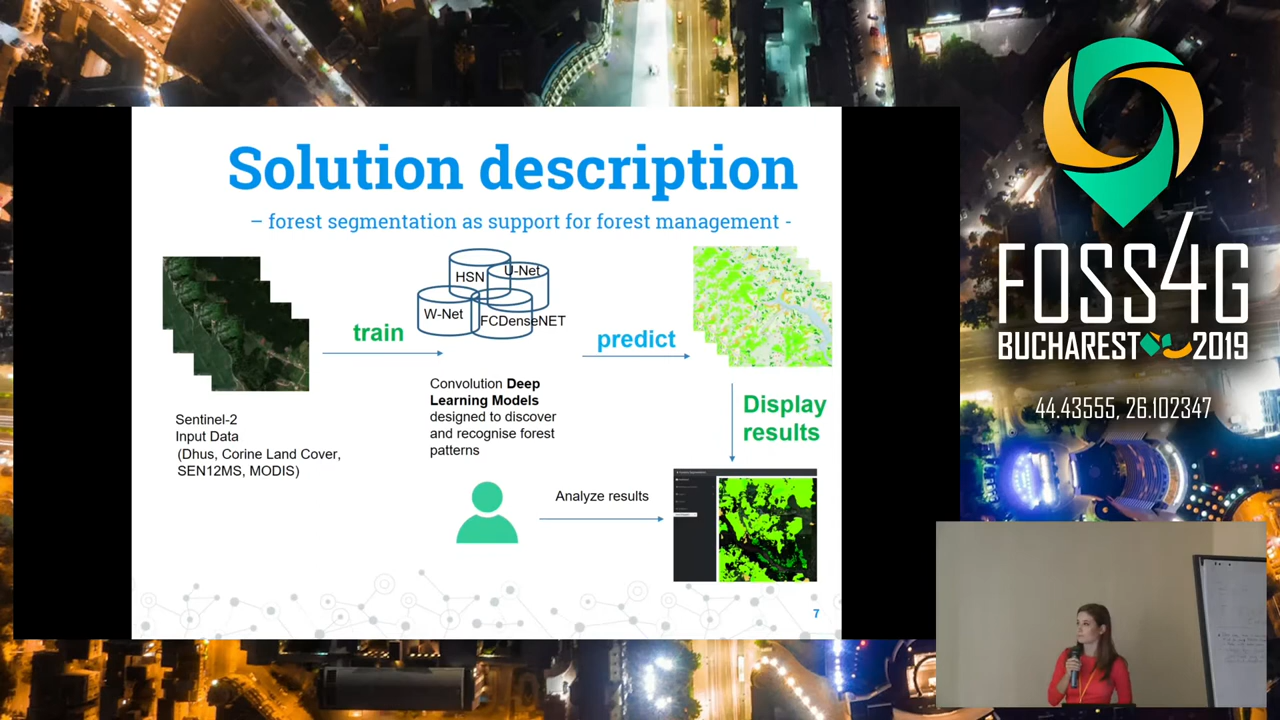 Solution description
– forest segmentation as support for forest management -
HSN
U-Net
W-Net
FCDenseNET
train
predict
Convolution Deep
Learning Models
designed to discover
and recognise forest
patterns
Sentinel-2
Input Data
(Dhus, Corine Land Cover,
SEN12MS, MODIS)
Display
results
Analyze results
7
FOSS4G
BUCHAREST 2019
44.43555, 26.102347